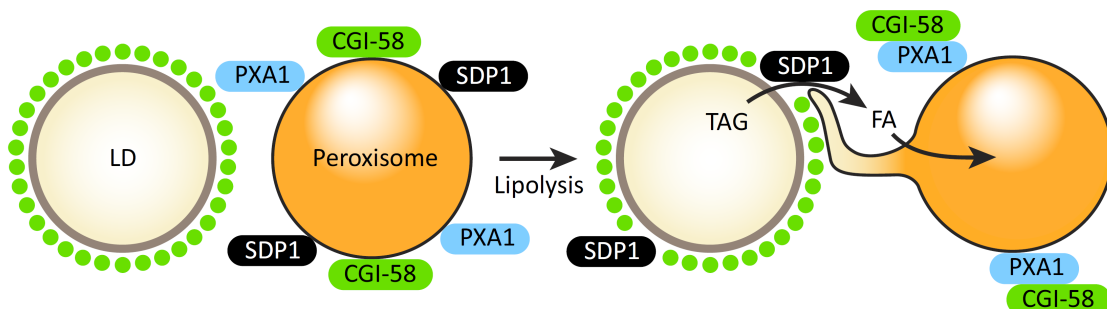 CGI-58
PXA1
SDP1
LD
Peroxisome
SDP1
PXA1
CGI-58
Lipolysis
CGI-58
PXA1
SDP1
TAG
FA
SDP1
PXA1
CGI-58